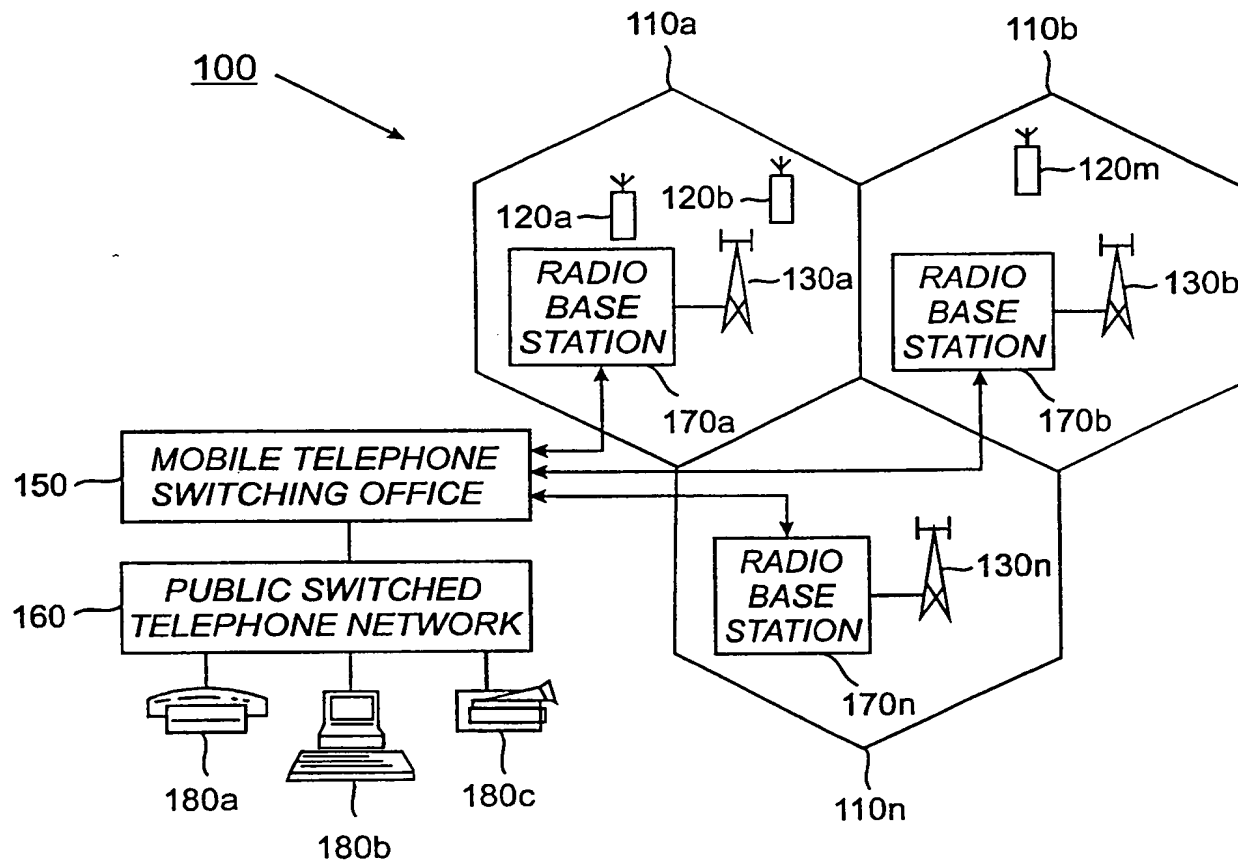 110a
110b
100
120a
120b
120m
RADIO
BASE
STATION
130a
RADIO
BASE
STATION
130b
170a
170b
150
MOBILE TELEPHONE
SWITCHING OFFICE
RADIO
BASE
STATION
130n
160
PUBLIC SWITCHED
TELEPHONE NETWORK
170n
180a
180b
180c
110n